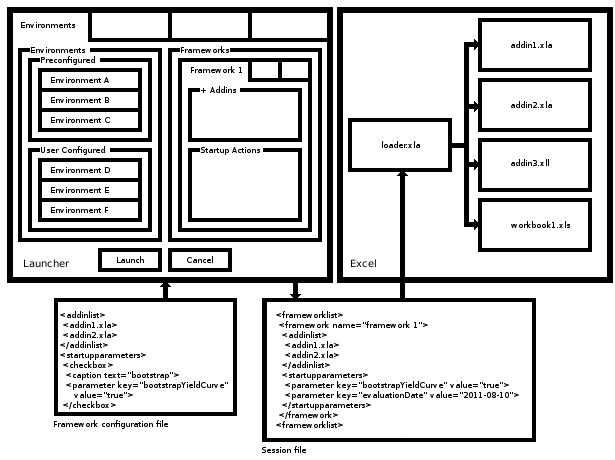 Environments
Environments
Preconfigured
Environment A
Environment B
Environment C
User Configured
Environment D
Environment E
Environment F
Frameworks
Framework 1
+ Addins
Startup Actions
Launcher
Launch
Cancel
loader.xla
addin1.xla
addin2.xla
addin3.xll
workbook1.xls
Excel
<addinlist>
<addin1.xla>
<addin2.xla>
</addinlist>
<startupparameters>
<checkbox>
<caption text="bootstrap">
<parameter key="bootstrapYieldCurve"
value="true">
</checkbox>
Framework configuration file
<frameworklist>
<framework name="framework 1">
<addinlist>
<addin1.xla>
<addin2.xla>
</addinlist>
<startupparameters>
<parameter key="bootstrapYieldCurve" value="true">
<parameter key="evaluationDate" value="2011-08-10">
</startupparameters>
</framework>
<frameworklist>
Session file